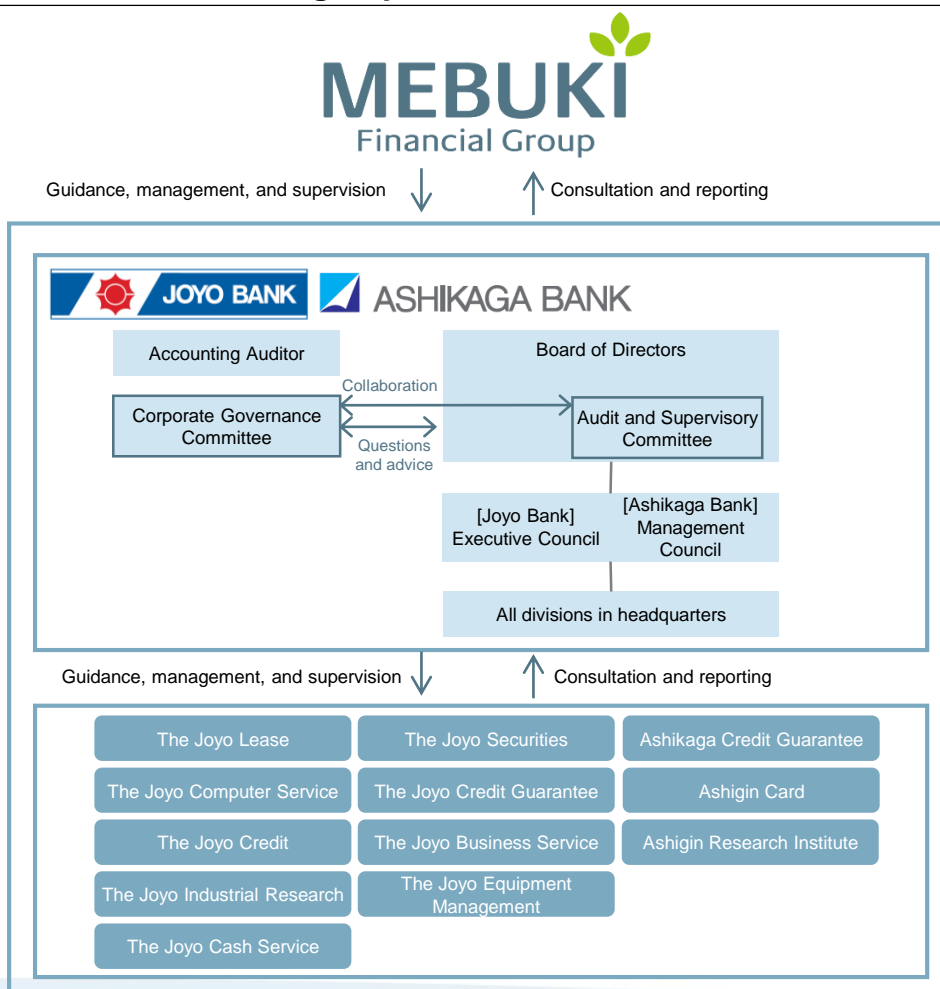 MEBUKI
Financial Group
Guidance, management, and supervision
Consultation and reporting
JOYO BANK
ASHIKAGA BANK
Accounting Auditor
Board of Directors
Collaboration
Corporate Governance
Committee
Audit and Supervisory
Committee
Questions
and advice
[Joyo Bank]
Executive Council
[Ashikaga Bank]
Management
Council
All divisions in headquarters
Guidance, management, and supervision
Consultation and reporting
The Joyo Lease
The Joyo Securities
Ashikaga Credit Guarantee
The Joyo Computer Service
The Joyo Credit Guarantee
Ashigin Card
The Joyo Credit
The Joyo Business Service
Ashigin Research Institute
The Joyo Industrial Research
The Joyo Equipment
Management
The Joyo Cash Service